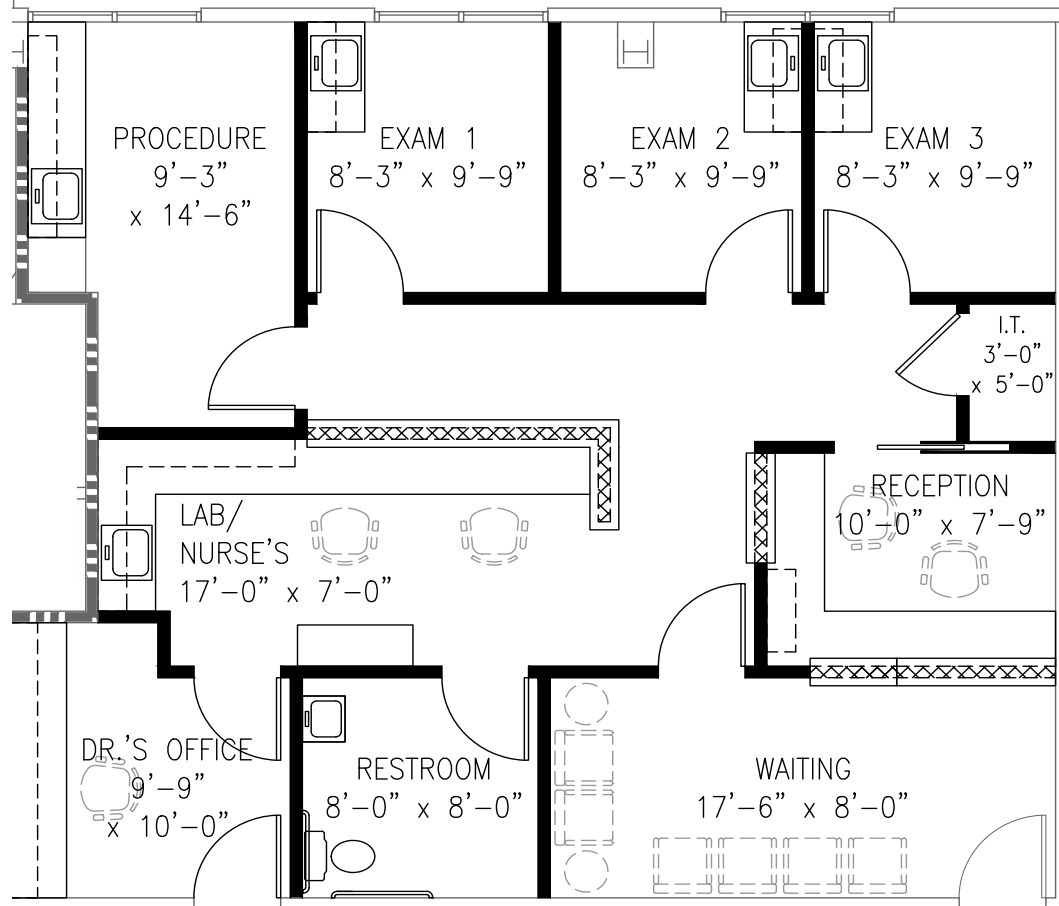 PROCEDURE
9'-3"
x 14'-6"
EXAM 1
8'-3" x 9'-9"
EXAM 2
8'-3" x 9'-9"
EXAM 3
8'-3" x 9'-9"
I.T.
3'-0"
x 5'-0"
LAB/
NURSE'S
17'-0" x 7'-0"
RECEPTION
10'-0" x 7'-9"
DR.'S OFFICE
9'-9"
x 10'-0"
RESTROOM
8'-0" x 8'-0"
WAITING
17'-6" x 8'-0"